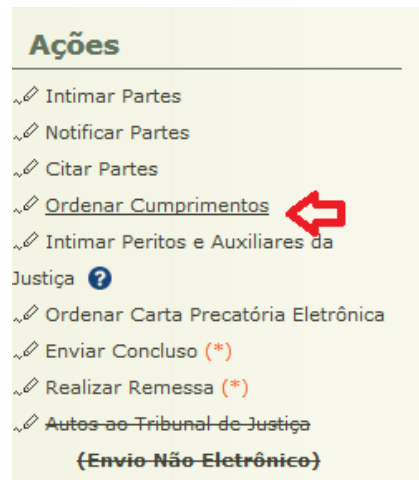 Ações
Intimar Partes
Notificar Partes
Citar Partes
Ordenar Cumprimentos
Intimar Peritos e Auxiliares da
Justiça ?
Ordenar Carta Precatória Eletrônica
Enviar Concluso (*)
Realizar Remessa (*)
Autos ao Tribunal de Justiça
(Envio Não Eletrônico)